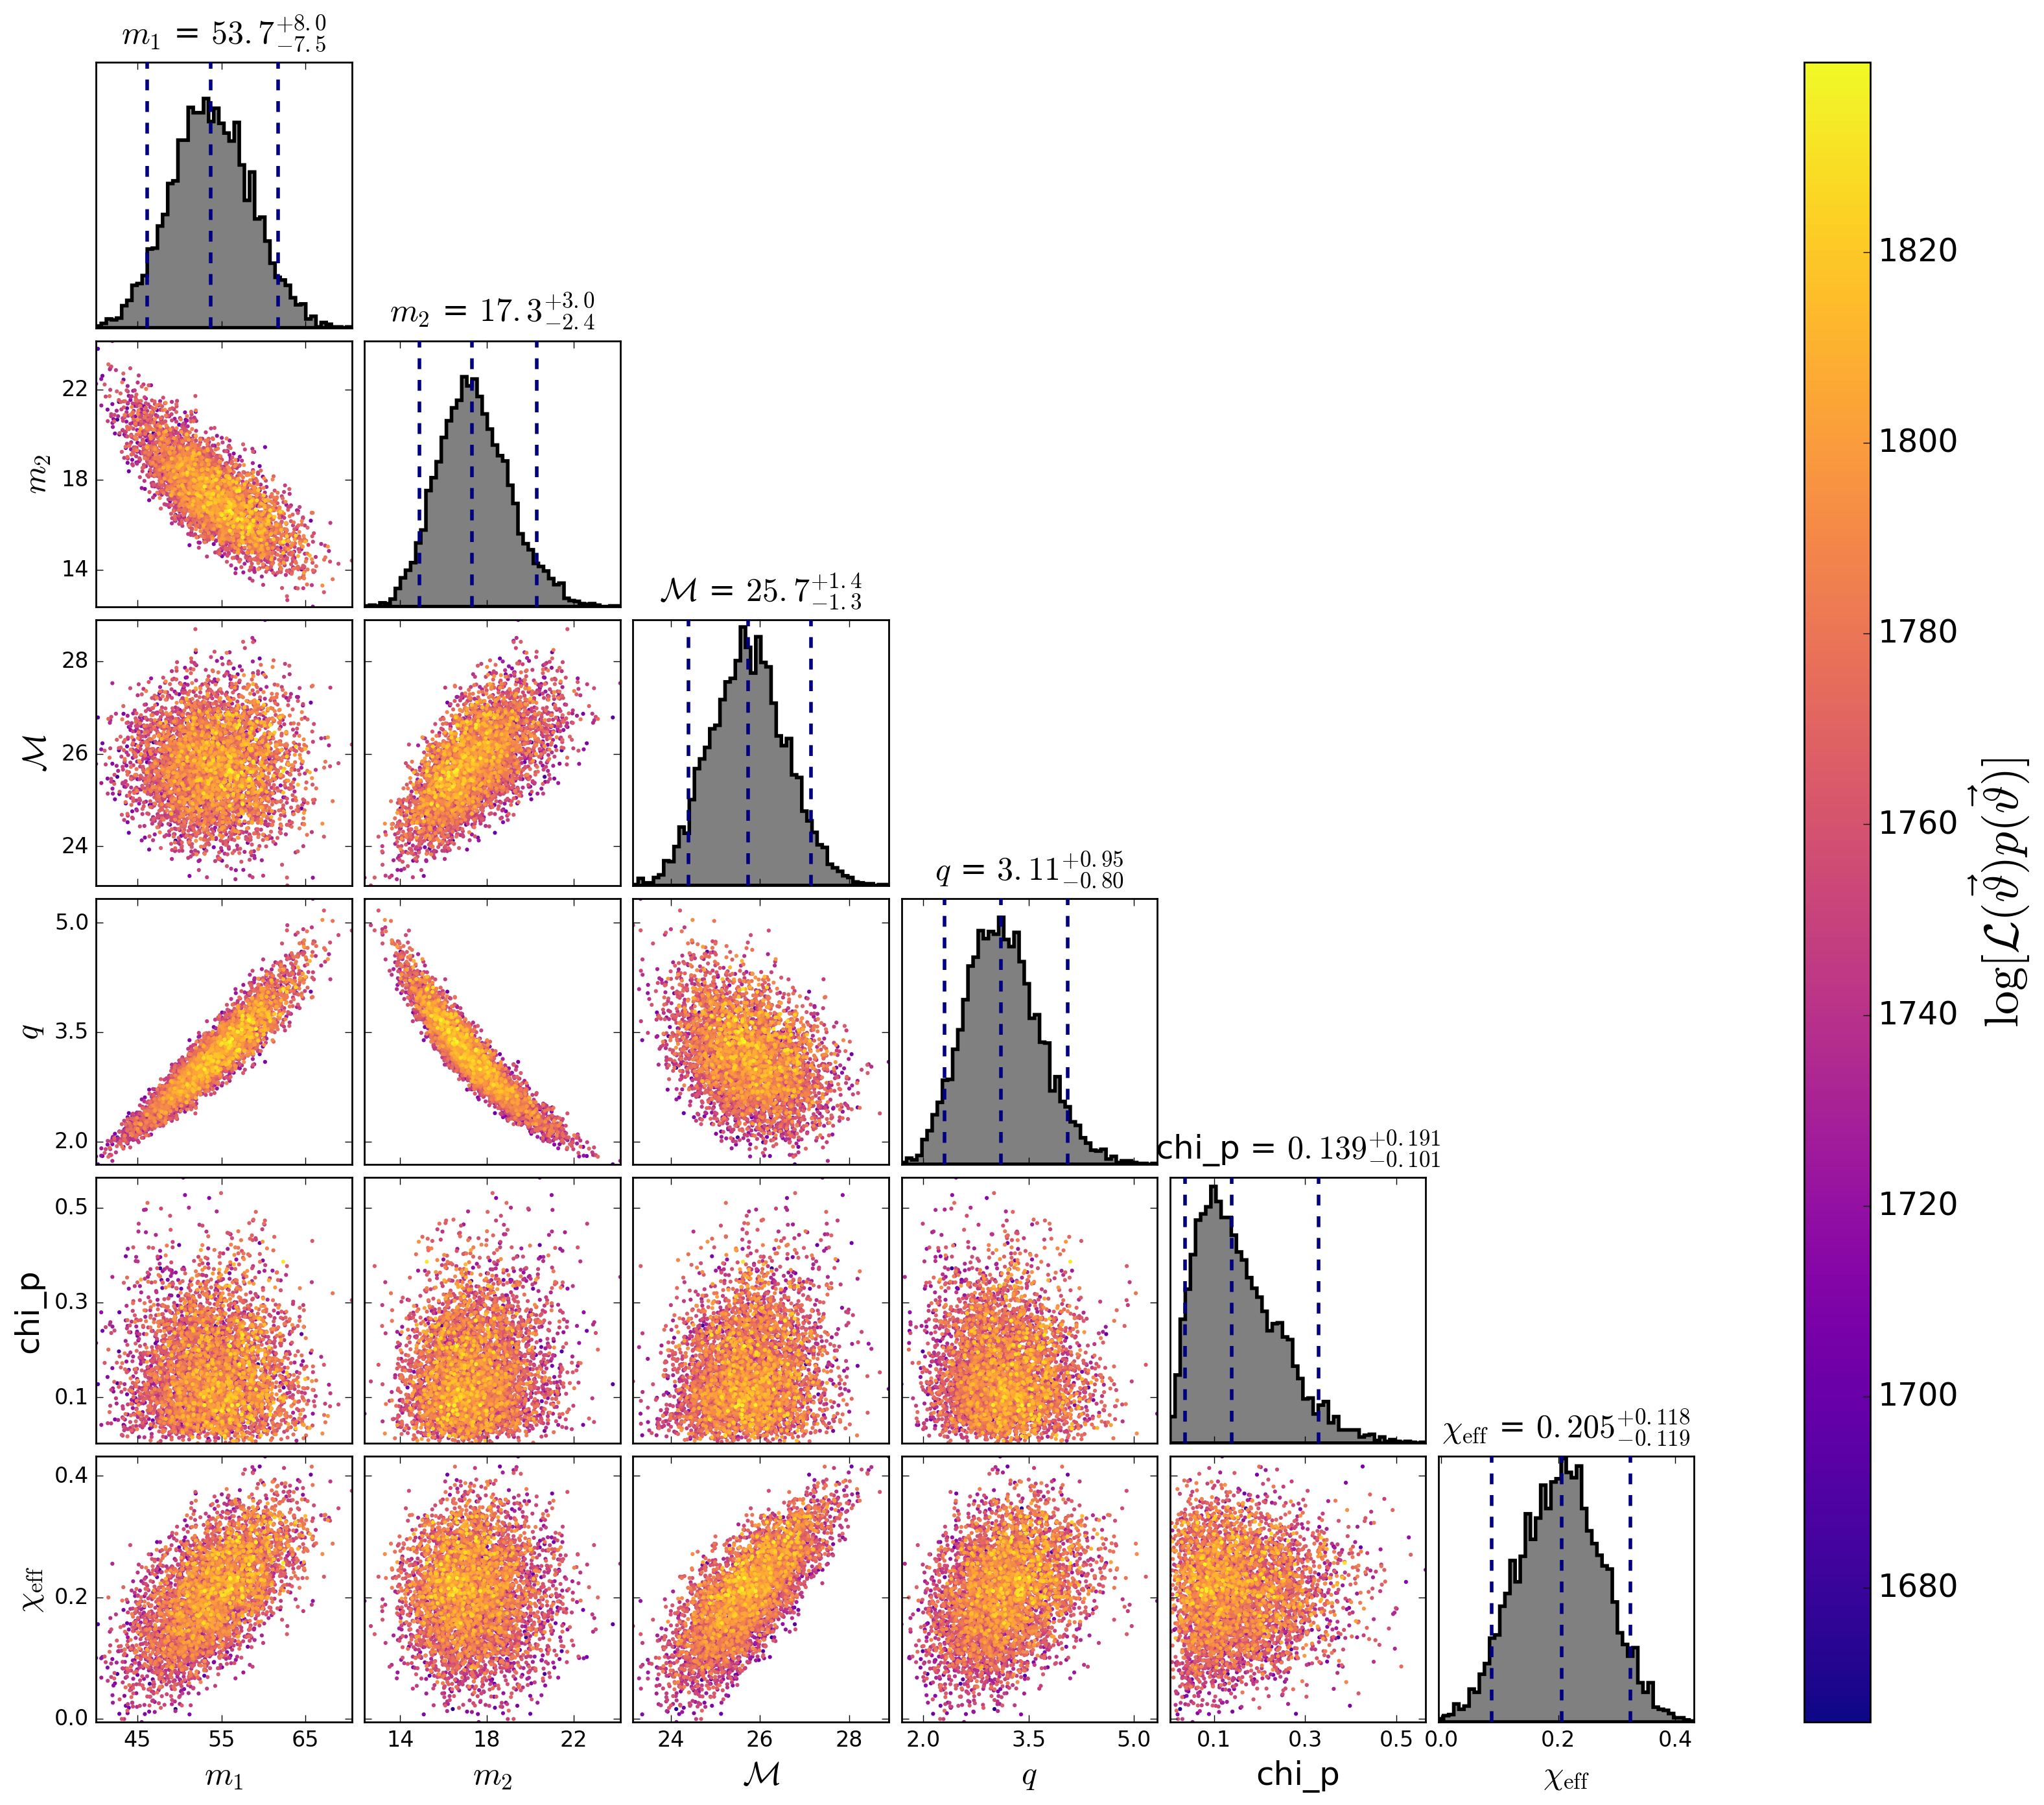 m₁ = 53.7 +8.0 −7.5
m₂ = 17.3 +3.0 −2.4
ℳ = 25.7 +1.4 −1.3
q = 3.11 +0.95 −0.80
chi_p = 0.139 +0.191 −0.101
χeff = 0.205 +0.118 −0.119
m₂
22
18
14
ℳ
28
26
24
q
5.0
3.5
2.0
chi_p
0.5
0.3
0.1
χeff
0.4
0.2
0.0
45 55 65
14 18 22
24 26 28
2.0 3.5 5.0
0.1 0.3 0.5
0.0 0.2 0.4
m₁
m₂
ℳ
q
chi_p
χeff
1820
1800
1780
1760
1740
1720
1700
1680
log[ℒ(ϑ⃗)p(ϑ⃗)]